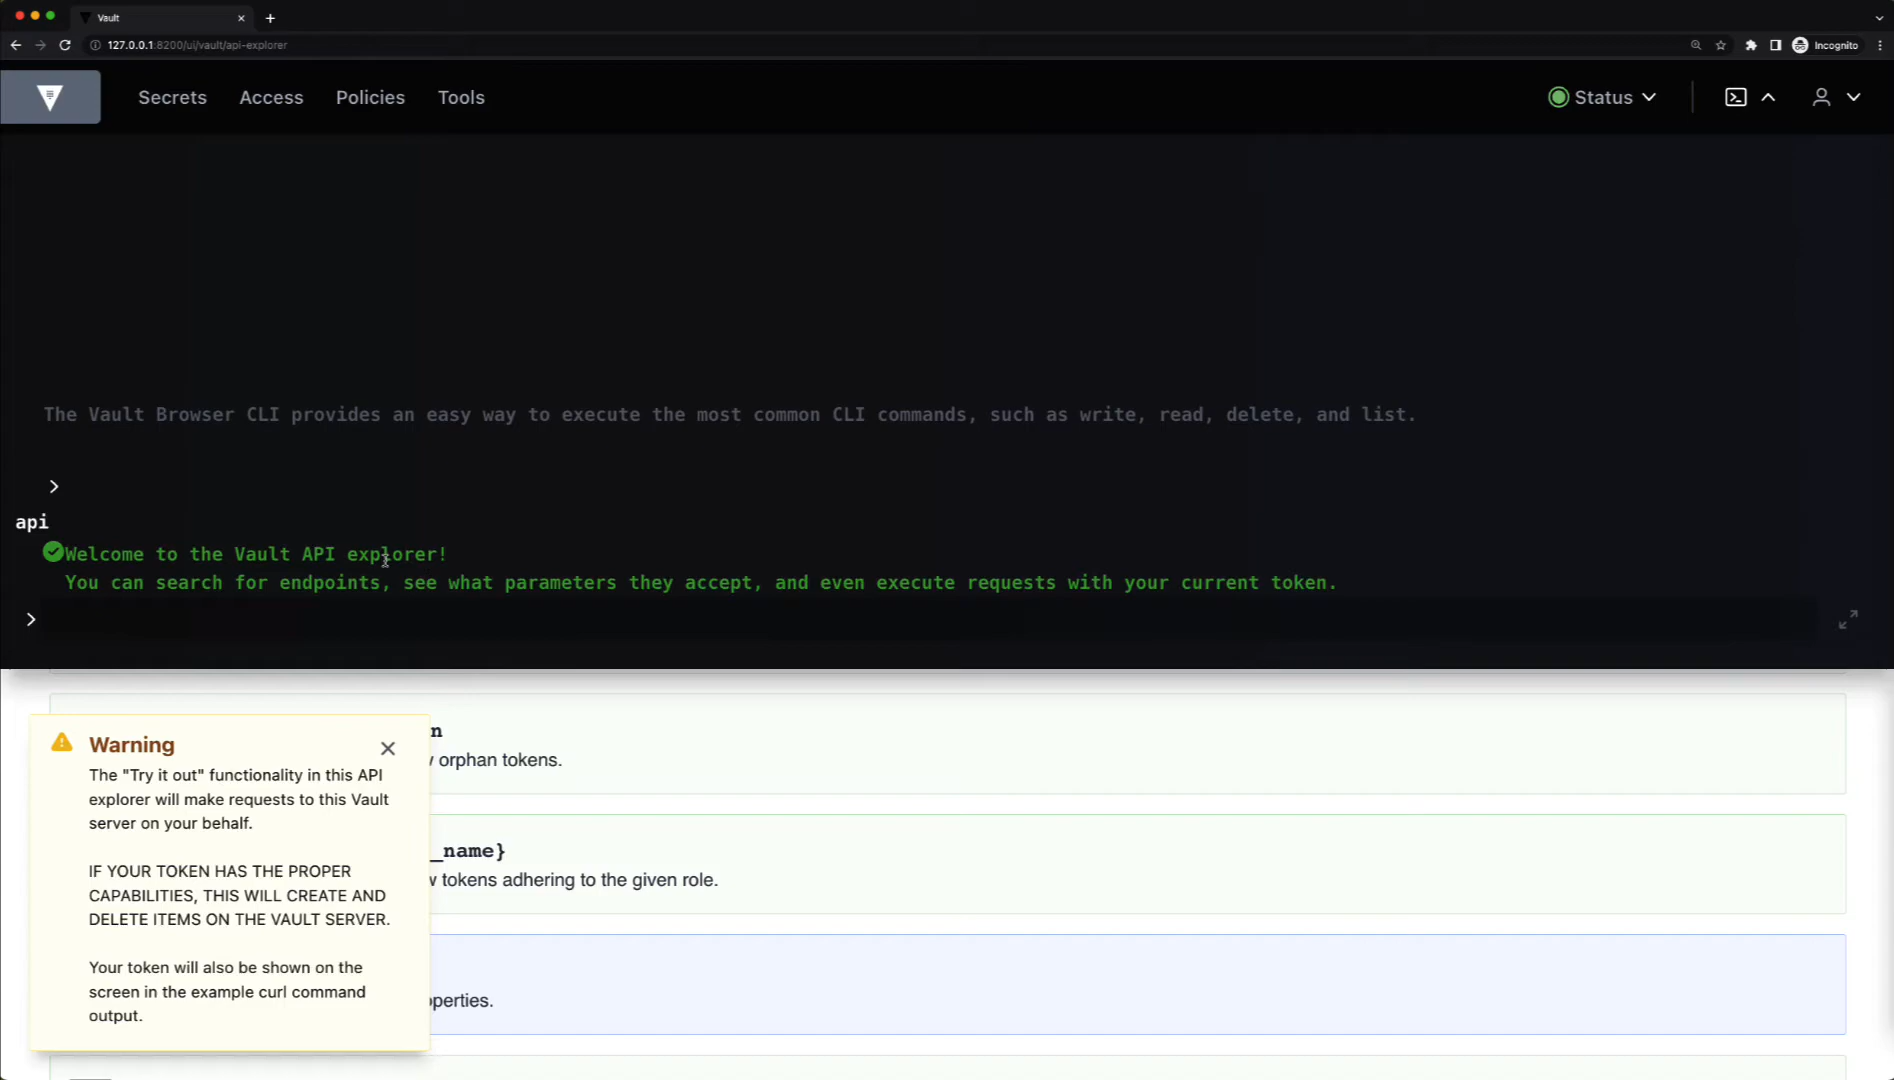 Vault
127.0.0.1:8200/ui/vault/api-explorer
Incognito
Secrets
Access
Policies
Tools
Status
The Vault Browser CLI provides an easy way to execute the most common CLI commands, such as write, read, delete, and list.
>
api
Welcome to the Vault API explorer!
You can search for endpoints, see what parameters they accept, and even execute requests with your current token.
>
Warning
The "Try it out" functionality in this API
explorer will make requests to this Vault
server on your behalf.
IF YOUR TOKEN HAS THE PROPER
CAPABILITIES, THIS WILL CREATE AND
DELETE ITEMS ON THE VAULT SERVER.
Your token will also be shown on the
screen in the example curl command
output.
n
orphan tokens.
_name}
tokens adhering to the given role.
operties.